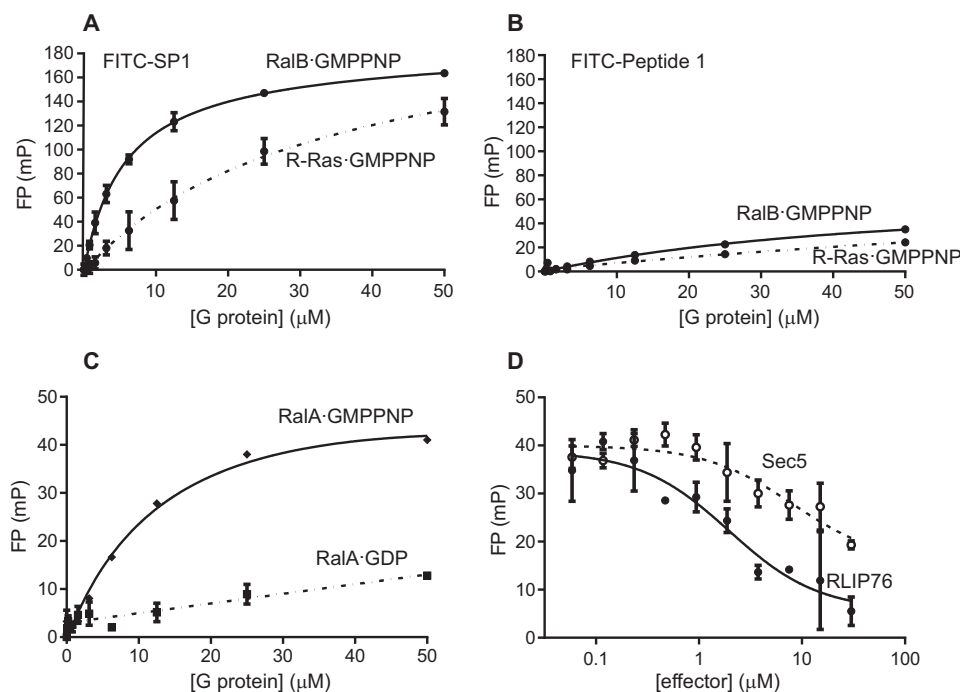 A
FITC-SP1
RalB·GMPPNP
R-Ras·GMPPNP
FP (mP)
180
160
140
120
100
80
60
40
20
0
10
20
30
40
50
[G protein] (μM)
B
FITC-Peptide 1
RalB·GMPPNP
R-Ras·GMPPNP
FP (mP)
180
160
140
120
100
80
60
40
20
0
10
20
30
40
50
[G protein] (μM)
C
RalA·GMPPNP
RalA·GDP
FP (mP)
50
40
30
20
10
0
0
10
20
30
40
50
[G protein] (μM)
D
Sec5
RLIP76
FP (mP)
50
40
30
20
10
0
0.1
1
10
100
[effector] (μM)